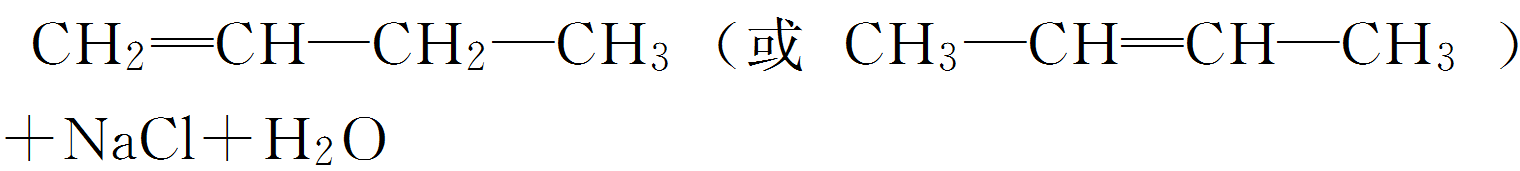 CH₂═CH—CH₂—CH₃（或 CH₃—CH═CH—CH₃ ）
＋NaCl＋H₂O